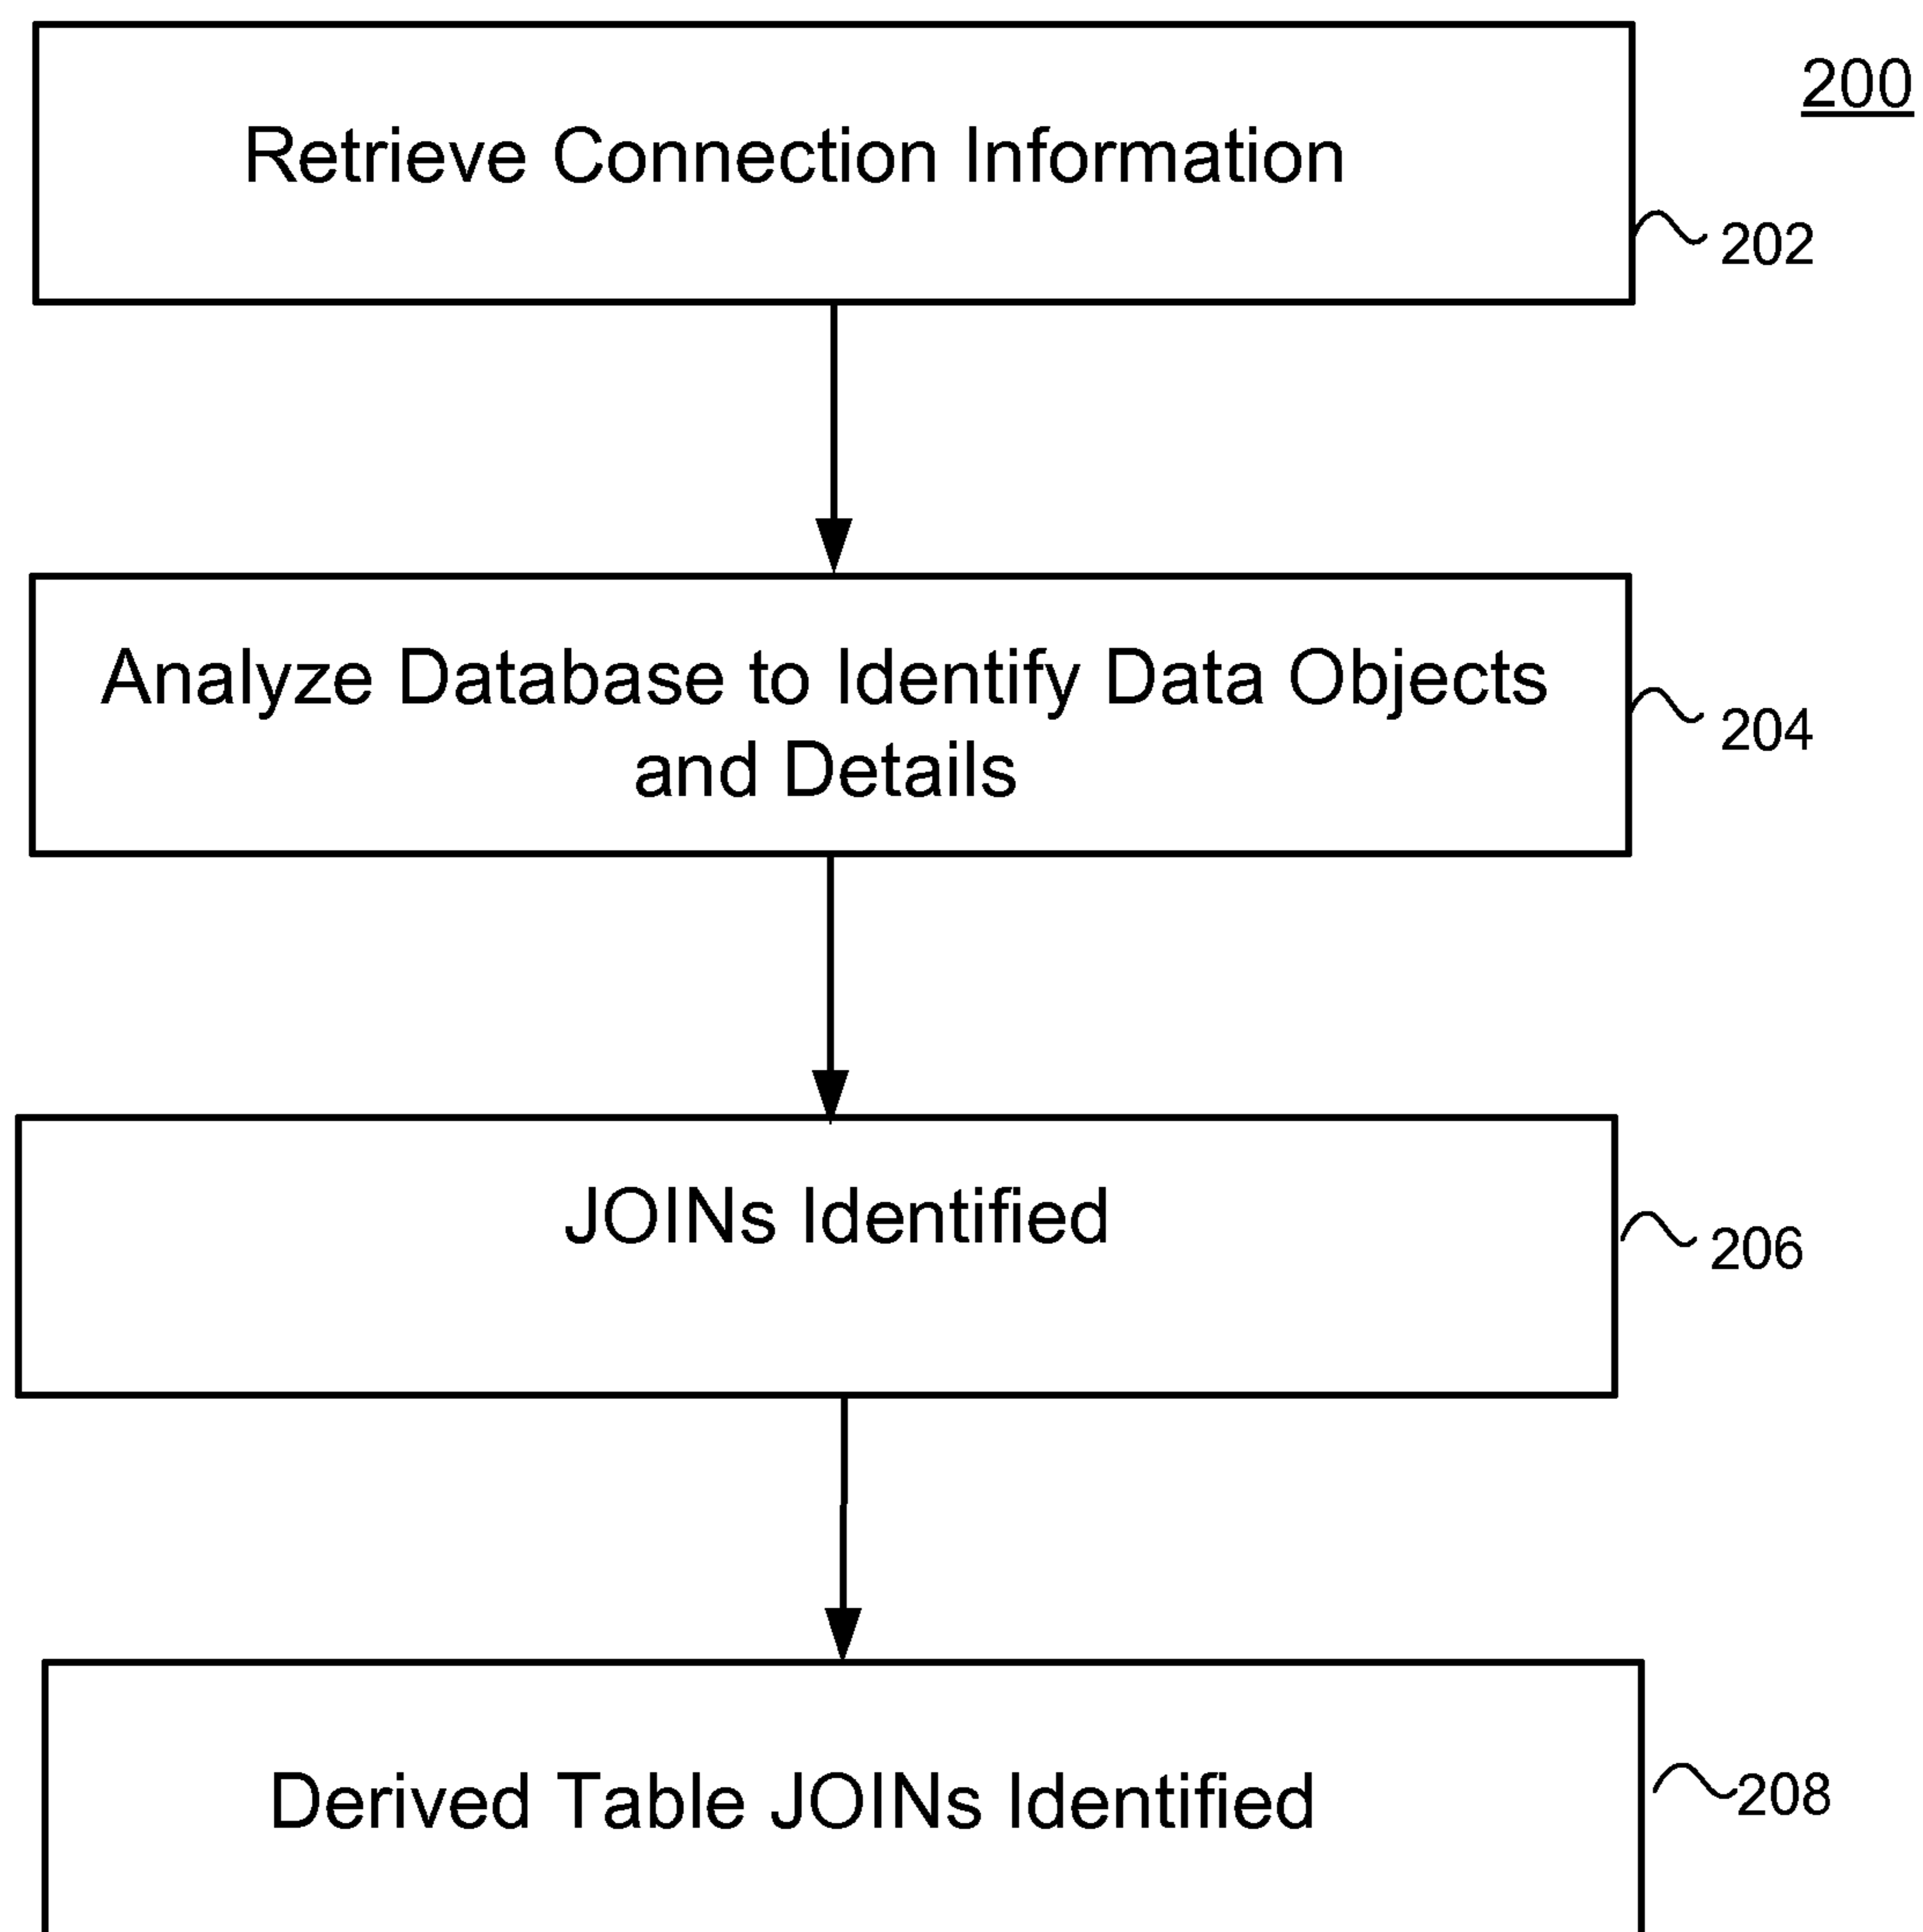 200
Retrieve Connection Information
202
Analyze Database to Identify Data Objects
and Details
204
JOINs Identified
206
Derived Table JOINs Identified
208